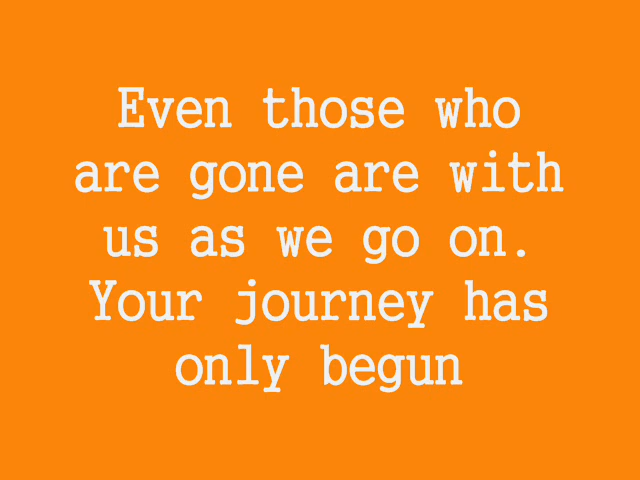 Even those who
are gone are with
us as we go on.
Your journey has
only begun